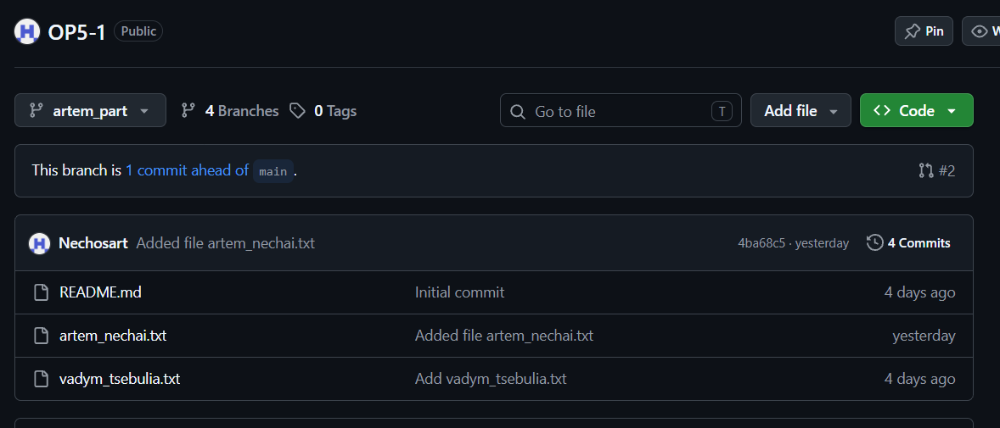 OP5-1 Public Pin
artem_part 4 Branches 0 Tags Go to file T Add file Code
This branch is 1 commit ahead of main. #2
Nechosart Added file artem_nechai.txt 4ba68c5 · yesterday 4 Commits
README.md Initial commit 4 days ago
artem_nechai.txt Added file artem_nechai.txt yesterday
vadym_tsebulia.txt Add vadym_tsebulia.txt 4 days ago